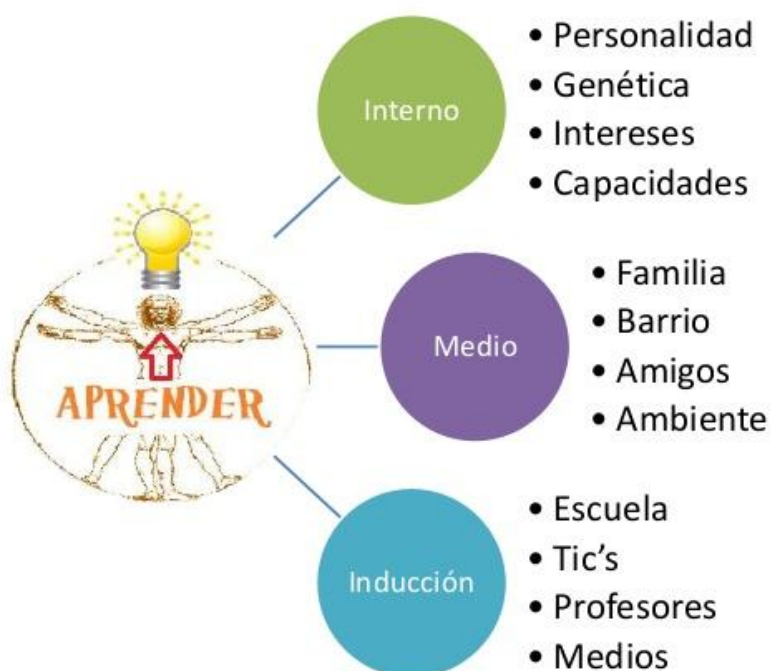 Interno
• Personalidad
• Genética
• Intereses
• Capacidades
APRENDER
Medio
• Familia
• Barrio
• Amigos
• Ambiente
Inducción
• Escuela
• Tic's
• Profesores
• Medios